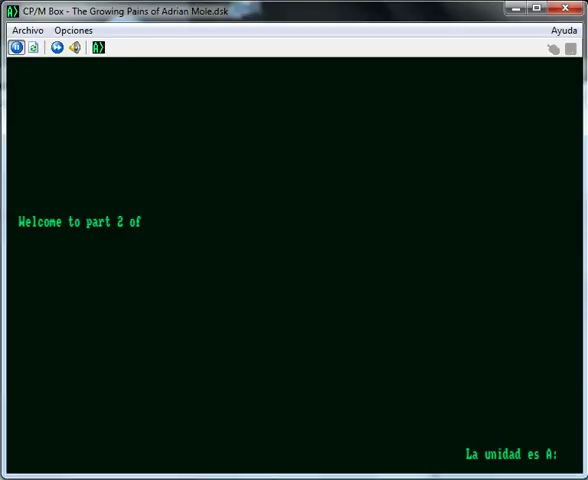 CP/M Box - The Growing Pains of Adrian Mole.dsk
Archivo Opciones Ayuda
A>
Welcome to part 2 of
La unidad es A: